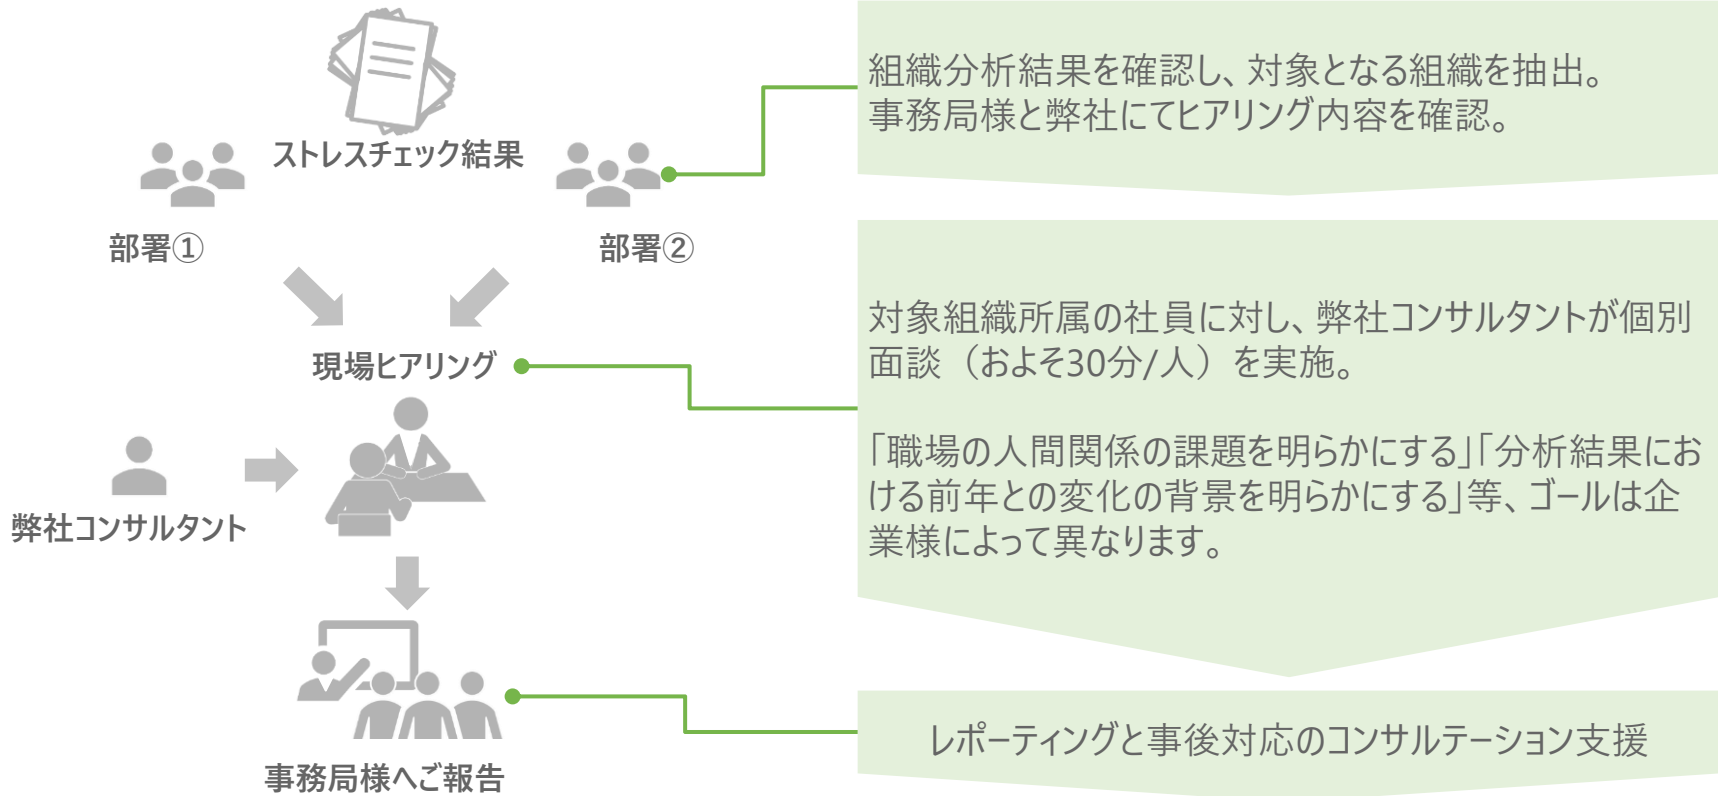 ストレスチェック結果
部署①
部署②
現場ヒアリング
弊社コンサルタント
事務局様へご報告
組織分析結果を確認し、対象となる組織を抽出。
事務局様と弊社にてヒアリング内容を確認。
対象組織所属の社員に対し、弊社コンサルタントが個別
面談（およそ30分/人）を実施。
「職場の人間関係の課題を明らかにする」「分析結果にお
ける前年との変化の背景を明らかにする」等、ゴールは企
業様によって異なります。
レポーティングと事後対応のコンサルテーション支援